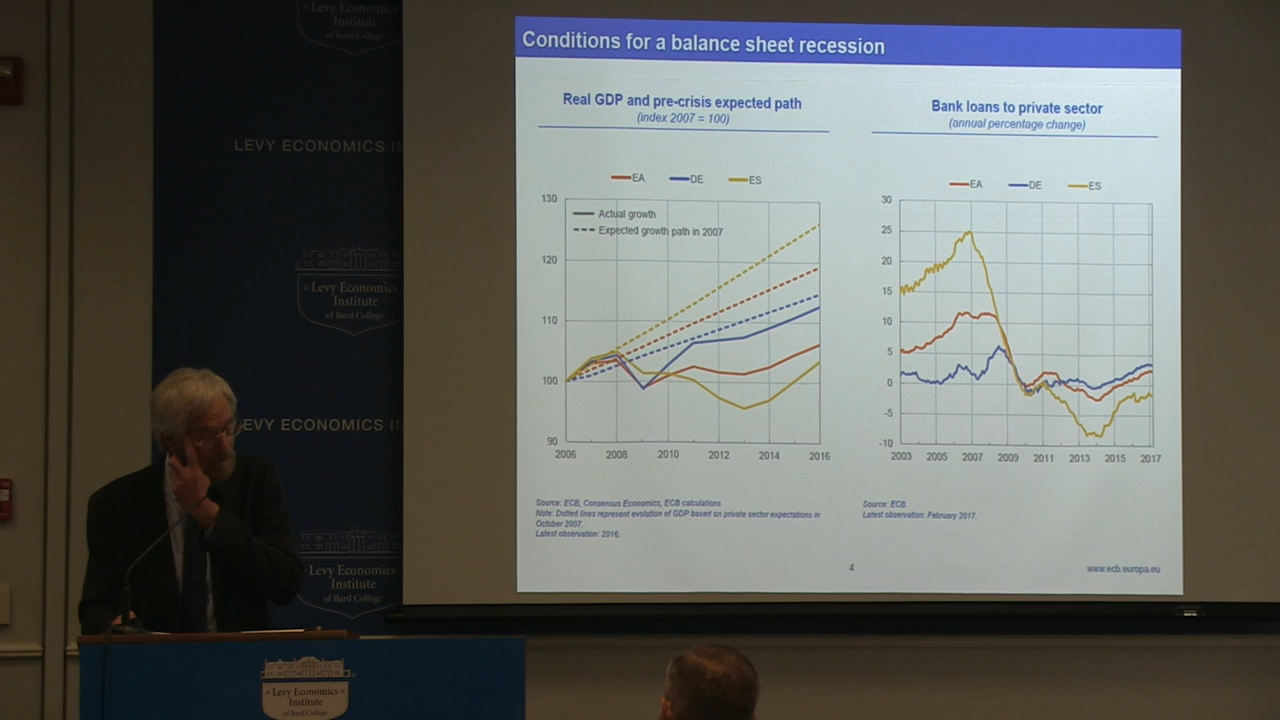 Levy Economics
Institute
of Bard College
LEVY ECONOMICS IN
Levy Economics
Institute
of Bard College
EVY ECONOMICS IN
Levy Economics
Institute
of Bard College
Levy Economics
Institute
of Bard College
Conditions for a balance sheet recession
Real GDP and pre-crisis expected path
(index 2007 = 100)
EA DE ES
130
120
110
100
90
Actual growth
Expected growth path in 2007
2006 2008 2010 2012 2014 2016
Source: ECB, Consensus Economics, ECB calculations
Note: Dotted lines represent evolution of GDP based on private sector expectations in
October 2007.
Latest observation: 2016.
Bank loans to private sector
(annual percentage change)
EA DE ES
30
25
20
15
10
5
0
-5
-10
2003 2005 2007 2009 2011 2013 2015 2017
Source: ECB.
Latest observation: February 2017.
4
www.ecb.europa.eu